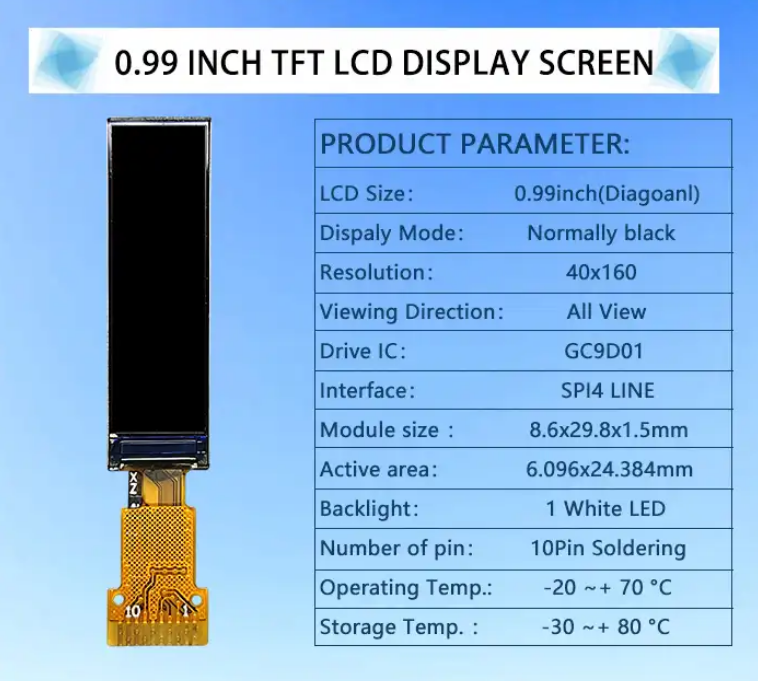 0.99 INCH TFT LCD DISPLAY SCREEN
PRODUCT PARAMETER:
LCD Size: 0.99inch(Diagoanl)
Dispaly Mode: Normally black
Resolution: 40x160
Viewing Direction: All View
Drive IC: GC9D01
Interface: SPI4 LINE
Module size : 8.6x29.8x1.5mm
Active area: 6.096x24.384mm
Backlight: 1 White LED
Number of pin: 10Pin Soldering
Operating Temp.: -20 ~+ 70 °C
Storage Temp. : -30 ~+ 80 °C
XZ
10 1